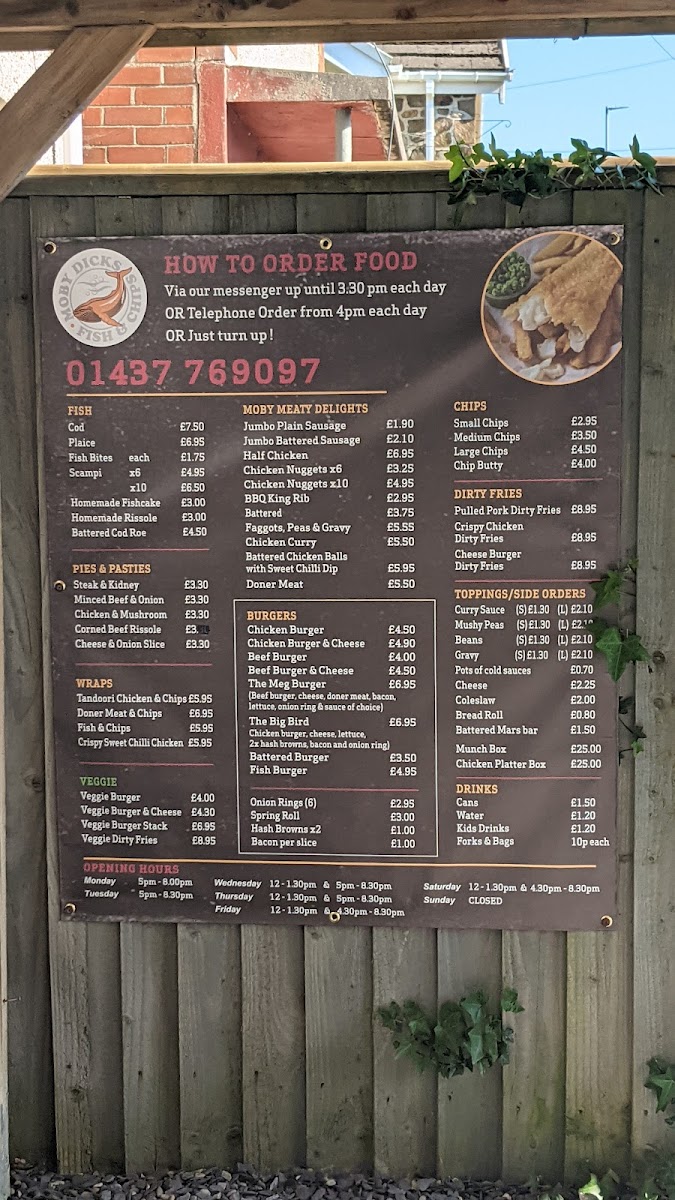 MOBY DICKS
FISH & CHIPS
HOW TO ORDER FOOD
Via our messenger up until 3:30 pm each day
OR Telephone Order from 4pm each day
OR Just turn up!
01437 769097
FISH
Cod £7.50
Plaice £6.95
Fish Bites each £1.75
Scampi x6 £4.95
x10 £6.50
Homemade Fishcake £3.00
Homemade Rissole £3.00
Battered Cod Roe £4.50
PIES & PASTIES
Steak & Kidney £3.30
Minced Beef & Onion £3.30
Chicken & Mushroom £3.30
Corned Beef Rissole £3.
Cheese & Onion Slice £3.30
WRAPS
Tandoori Chicken & Chips £5.95
Doner Meat & Chips £6.95
Fish & Chips £5.95
Crispy Sweet Chilli Chicken £5.95
VEGGIE
Veggie Burger £4.00
Veggie Burger & Cheese £4.30
Veggie Burger Stack £6.95
Veggie Dirty Fries £8.95
MOBY MEATY DELIGHTS
Jumbo Plain Sausage £1.90
Jumbo Battered Sausage £2.10
Half Chicken £6.95
Chicken Nuggets x6 £3.25
Chicken Nuggets x10 £4.95
BBQ King Rib £2.95
Battered £3.75
Faggots, Peas & Gravy £5.55
Chicken Curry £5.50
Battered Chicken Balls
with Sweet Chilli Dip £5.95
Doner Meat £5.50
BURGERS
Chicken Burger £4.50
Chicken Burger & Cheese £4.90
Beef Burger £4.00
Beef Burger & Cheese £4.50
The Meg Burger £6.95
(Beef burger, cheese, doner meat, bacon,
lettuce, onion ring & sauce of choice)
The Big Bird £6.95
Chicken burger, cheese, lettuce,
2x hash browns, bacon and onion ring)
Battered Burger £3.50
Fish Burger £4.95
Onion Rings (6) £2.95
Spring Roll £3.00
Hash Browns x2 £1.00
Bacon per slice £1.00
CHIPS
Small Chips £2.95
Medium Chips £3.50
Large Chips £4.50
Chip Butty £4.00
DIRTY FRIES
Pulled Pork Dirty Fries £8.95
Crispy Chicken
Dirty Fries £8.95
Cheese Burger
Dirty Fries £8.95
TOPPINGS/SIDE ORDERS
Curry Sauce (S) £1.30 (L) £2.10
Mushy Peas (S) £1.30 (L) £2.10
Beans (S) £1.30 (L) £2.10
Gravy (S) £1.30 (L) £2.10
Pots of cold sauces £0.70
Cheese £2.25
Coleslaw £2.00
Bread Roll £0.80
Battered Mars bar £1.50
Munch Box £25.00
Chicken Platter Box £25.00
DRINKS
Cans £1.50
Water £1.20
Kids Drinks £1.20
Forks & Bags 10p each
OPENING HOURS
Monday 5pm - 8.00pm
Tuesday 5pm - 8.30pm
Wednesday 12 - 1.30pm & 5pm - 8.30pm
Thursday 12 - 1.30pm & 5pm - 8.30pm
Friday 12 - 1.30pm & 4.30pm - 8.30pm
Saturday 12 - 1.30pm & 4.30pm - 8.30pm
Sunday CLOSED